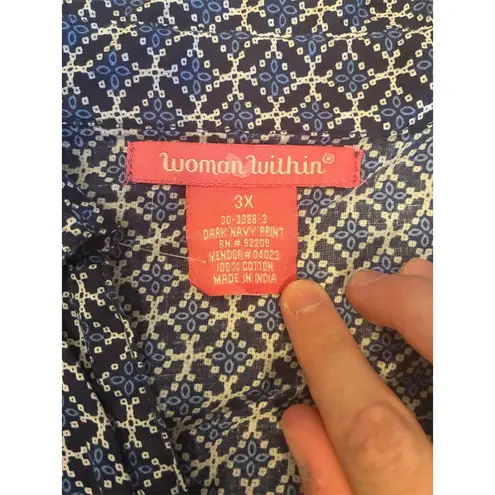 woman within®
3X
30-3388-3
DARK NAVY PRINT
RN # 92209
VENDOR# 04023
100% COTTON
MADE IN INDIA